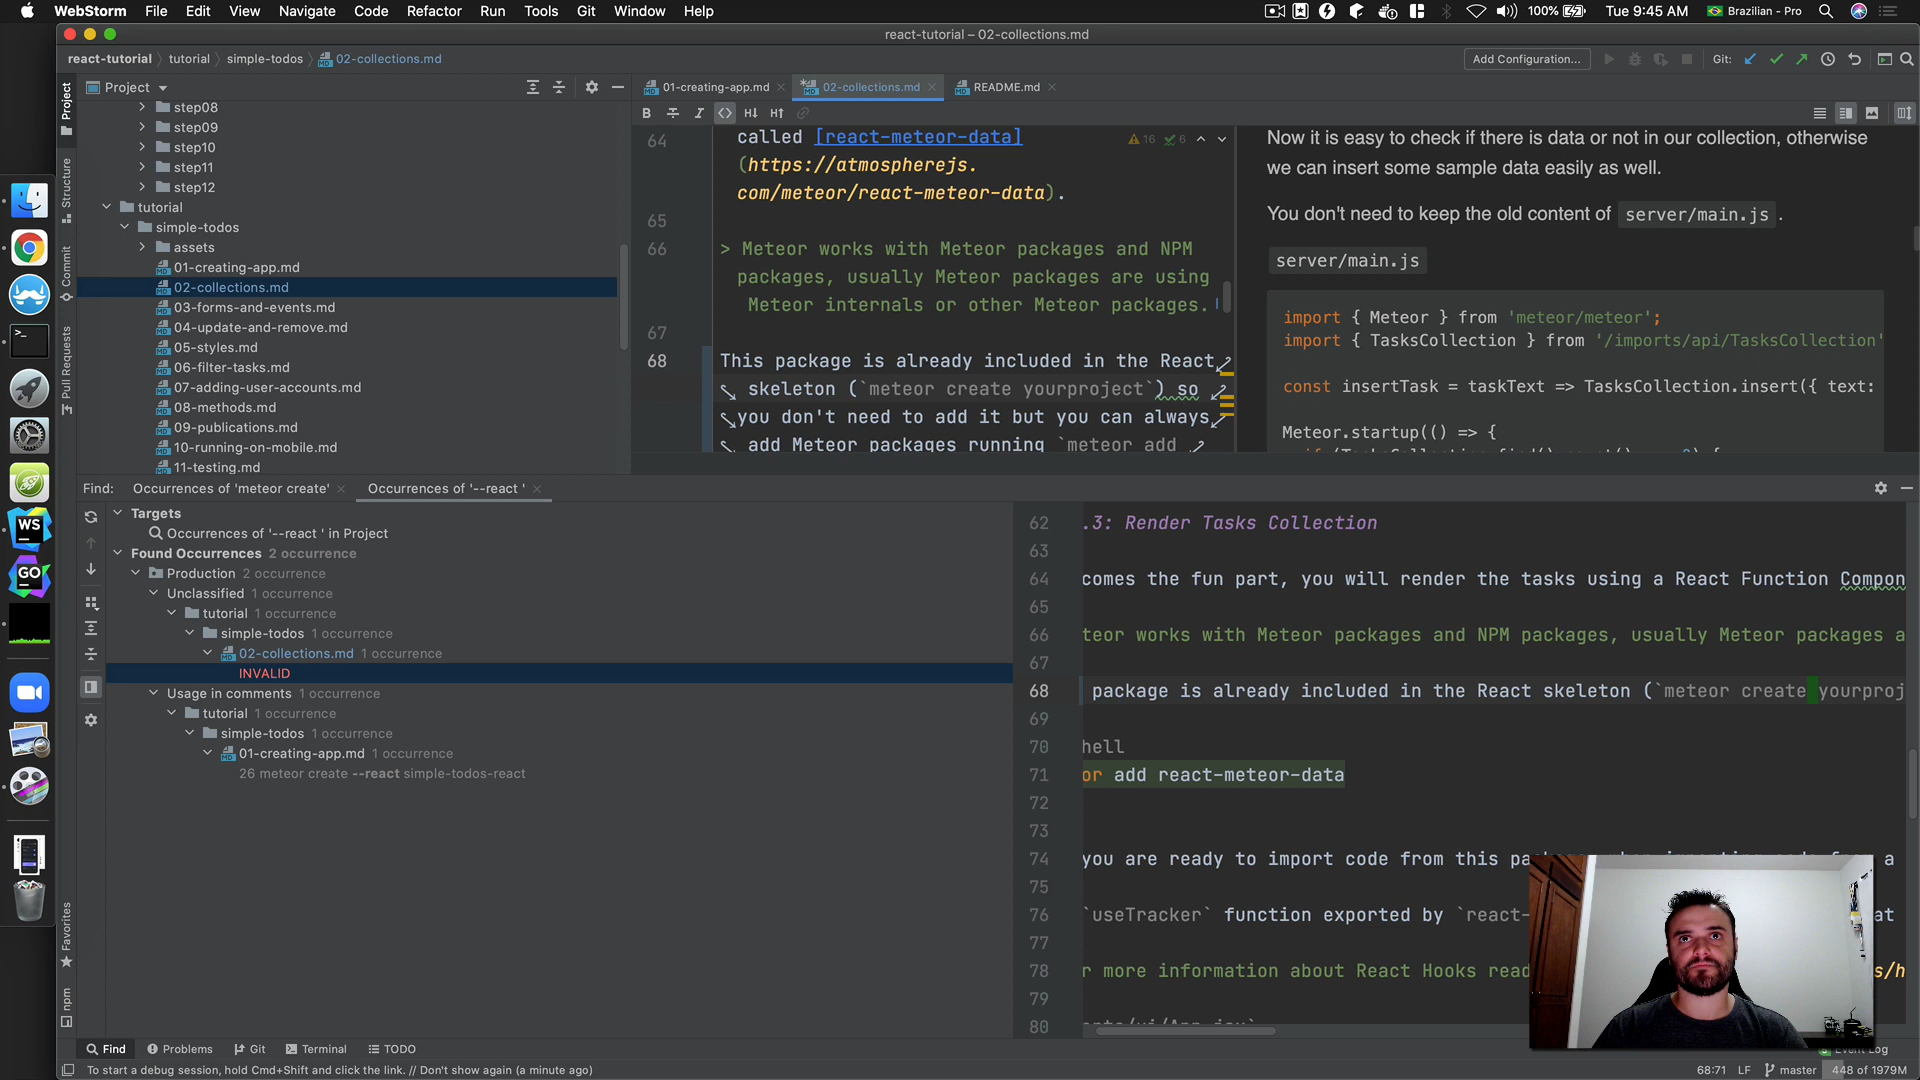 WebStorm File Edit View Navigate Code Refactor Run Tools Git Window Help
100% Tue 9:45 AM Brazilian - Pro
react-tutorial – 02-collections.md
react-tutorial tutorial simple-todos 02-collections.md
Add Configuration... Git:
Project
step08
step09
step10
step11
step12
tutorial
simple-todos
assets
01-creating-app.md
02-collections.md
03-forms-and-events.md
04-update-and-remove.md
05-styles.md
06-filter-tasks.md
07-adding-user-accounts.md
08-methods.md
09-publications.md
10-running-on-mobile.md
11-testing.md
Project
Structure
Commit
Pull Requests
Favorites
npm
01-creating-app.md 02-collections.md README.md
B I H↓ H↑
16 6
64 called [react-meteor-data]
(https://atmospherejs.
com/meteor/react-meteor-data).
65
66 > Meteor works with Meteor packages and NPM
packages, usually Meteor packages are using
Meteor internals or other Meteor packages.
67
68 This package is already included in the React
skeleton (`meteor create yourproject`) so
you don't need to add it but you can always
add Meteor packages running `meteor add
Now it is easy to check if there is data or not in our collection, otherwise
we can insert some sample data easily as well.
You don't need to keep the old content of server/main.js .
server/main.js
import { Meteor } from 'meteor/meteor';
import { TasksCollection } from '/imports/api/TasksCollection'
const insertTask = taskText => TasksCollection.insert({ text:
Meteor.startup(() => {
Find: Occurrences of 'meteor create' Occurrences of '--react '
Targets
Occurrences of '--react ' in Project
Found Occurrences 2 occurrence
Production 2 occurrence
Unclassified 1 occurrence
tutorial 1 occurrence
simple-todos 1 occurrence
02-collections.md 1 occurrence
INVALID
Usage in comments 1 occurrence
tutorial 1 occurrence
simple-todos 1 occurrence
01-creating-app.md 1 occurrence
26 meteor create --react simple-todos-react
62 .3: Render Tasks Collection
63
64 comes the fun part, you will render the tasks using a React Function Compon
65
66 teor works with Meteor packages and NPM packages, usually Meteor packages a
67
68 package is already included in the React skeleton (`meteor create yourproj
69
70 hell
71 or add react-meteor-data
72
73
74 you are ready to import code from this
75
76 `useTracker` function exported by `react-
77
78 r more information about React Hooks read
79
80
Find Problems Git Terminal TODO
Event Log
To start a debug session, hold Cmd+Shift and click the link. // Don't show again (a minute ago)
68:71 LF master 448 of 1979M
WS
GO